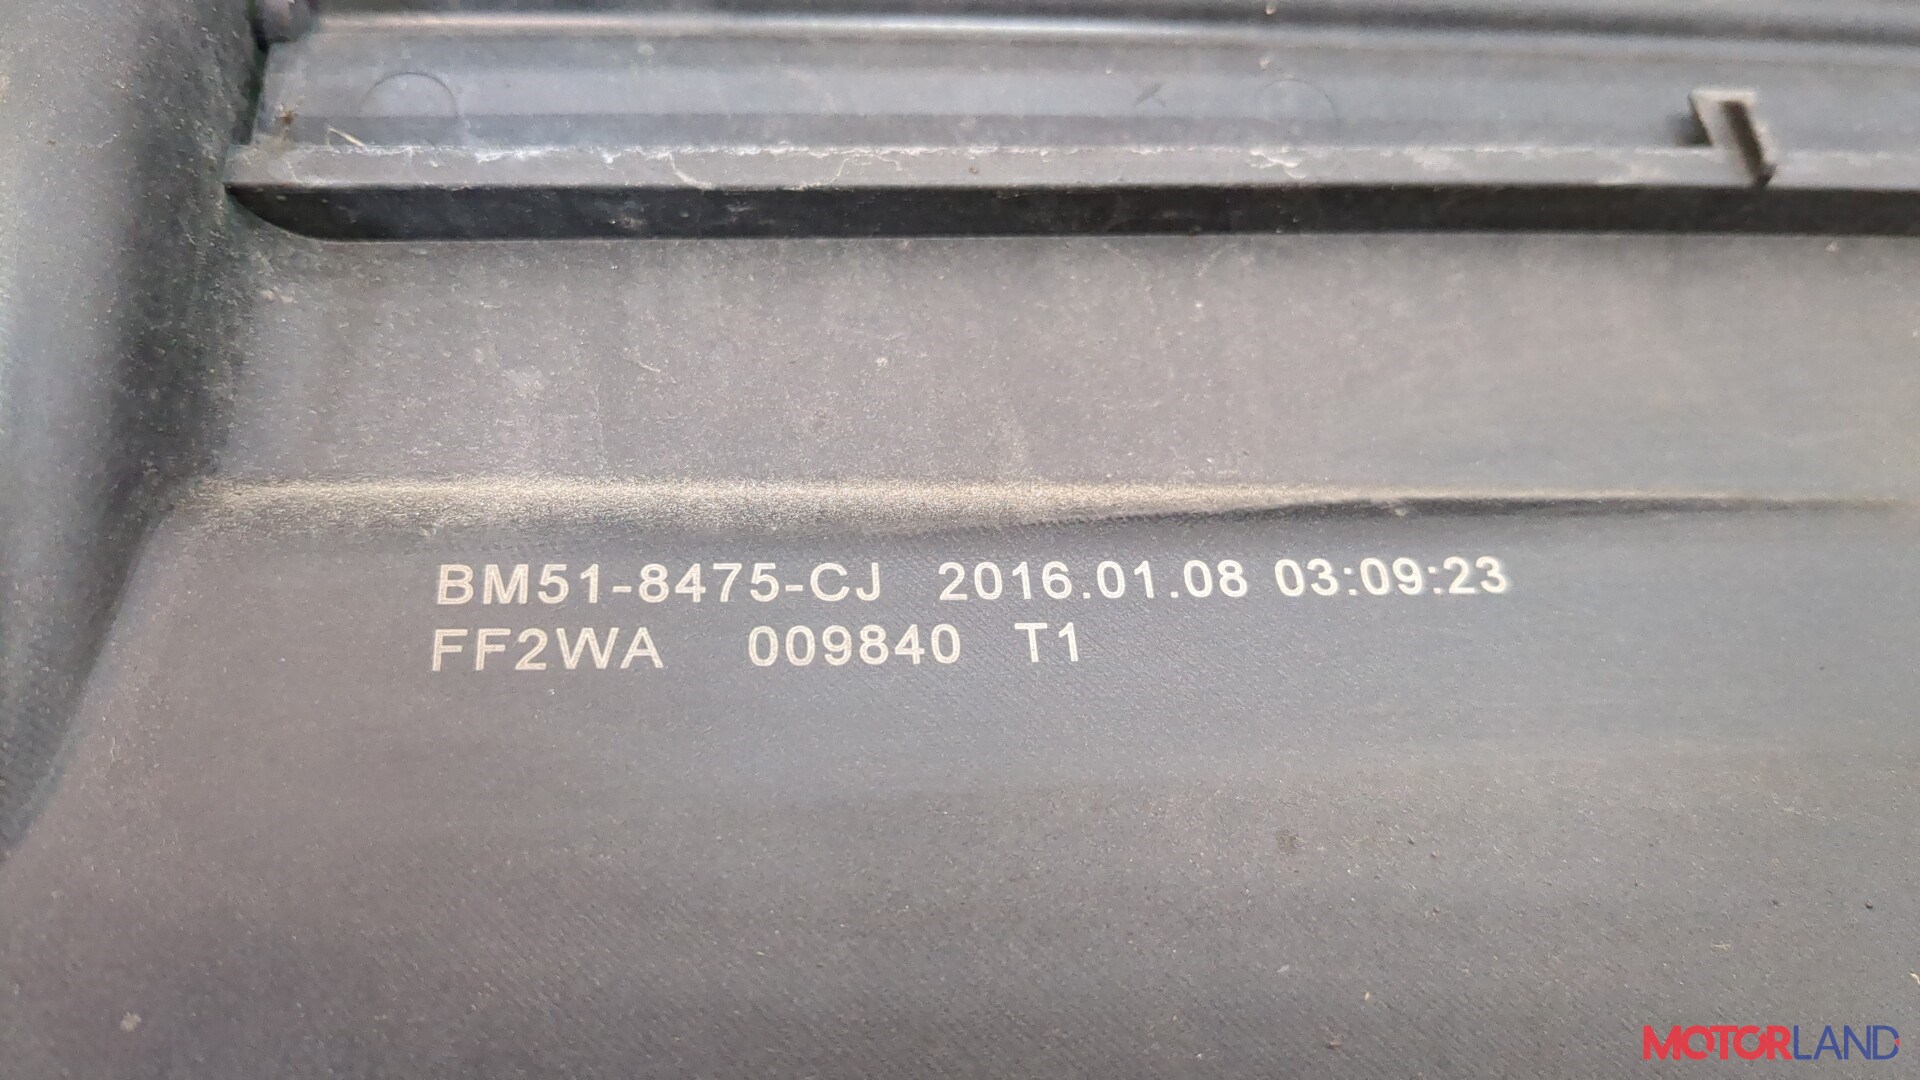 BM51-8475-CJ 2016.01.08 03:09:23
FF2WA 009840 T1
MOTORLAND